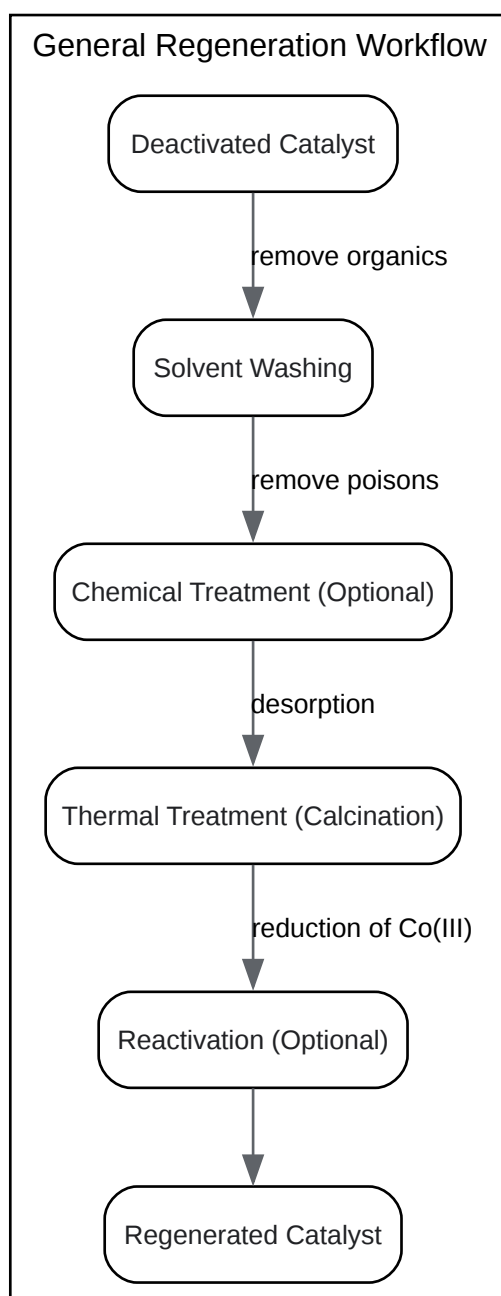 General Regeneration Workflow
Deactivated Catalyst
remove organics
Solvent Washing
remove poisons
Chemical Treatment (Optional)
desorption
Thermal Treatment (Calcination)
reduction of Co(III)
Reactivation (Optional)
Regenerated Catalyst